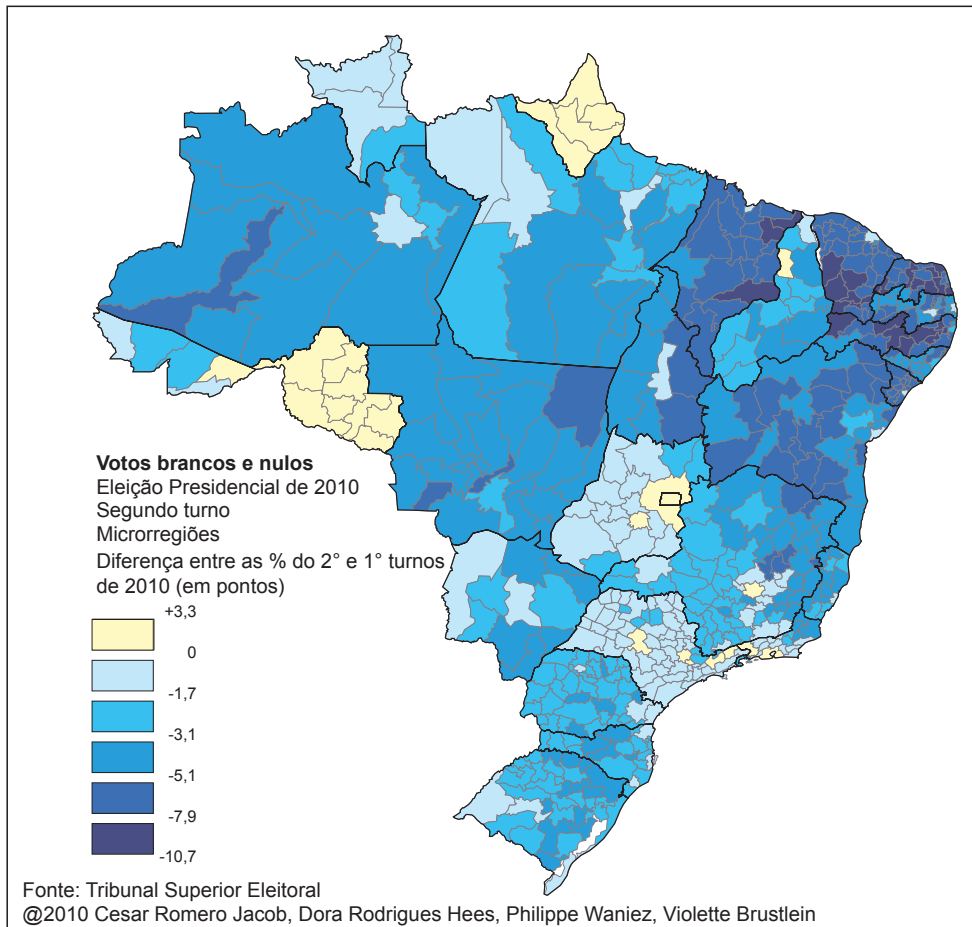 Votos brancos e nulos
Eleição Presidencial de 2010
Segundo turno
Microrregiões
Diferença entre as % do 2° e 1° turnos
de 2010 (em pontos)
+3,3
0
-1,7
-3,1
-5,1
-7,9
-10,7
Fonte: Tribunal Superior Eleitoral
@2010 Cesar Romero Jacob, Dora Rodrigues Hees, Philippe Waniez, Violette Brustlein